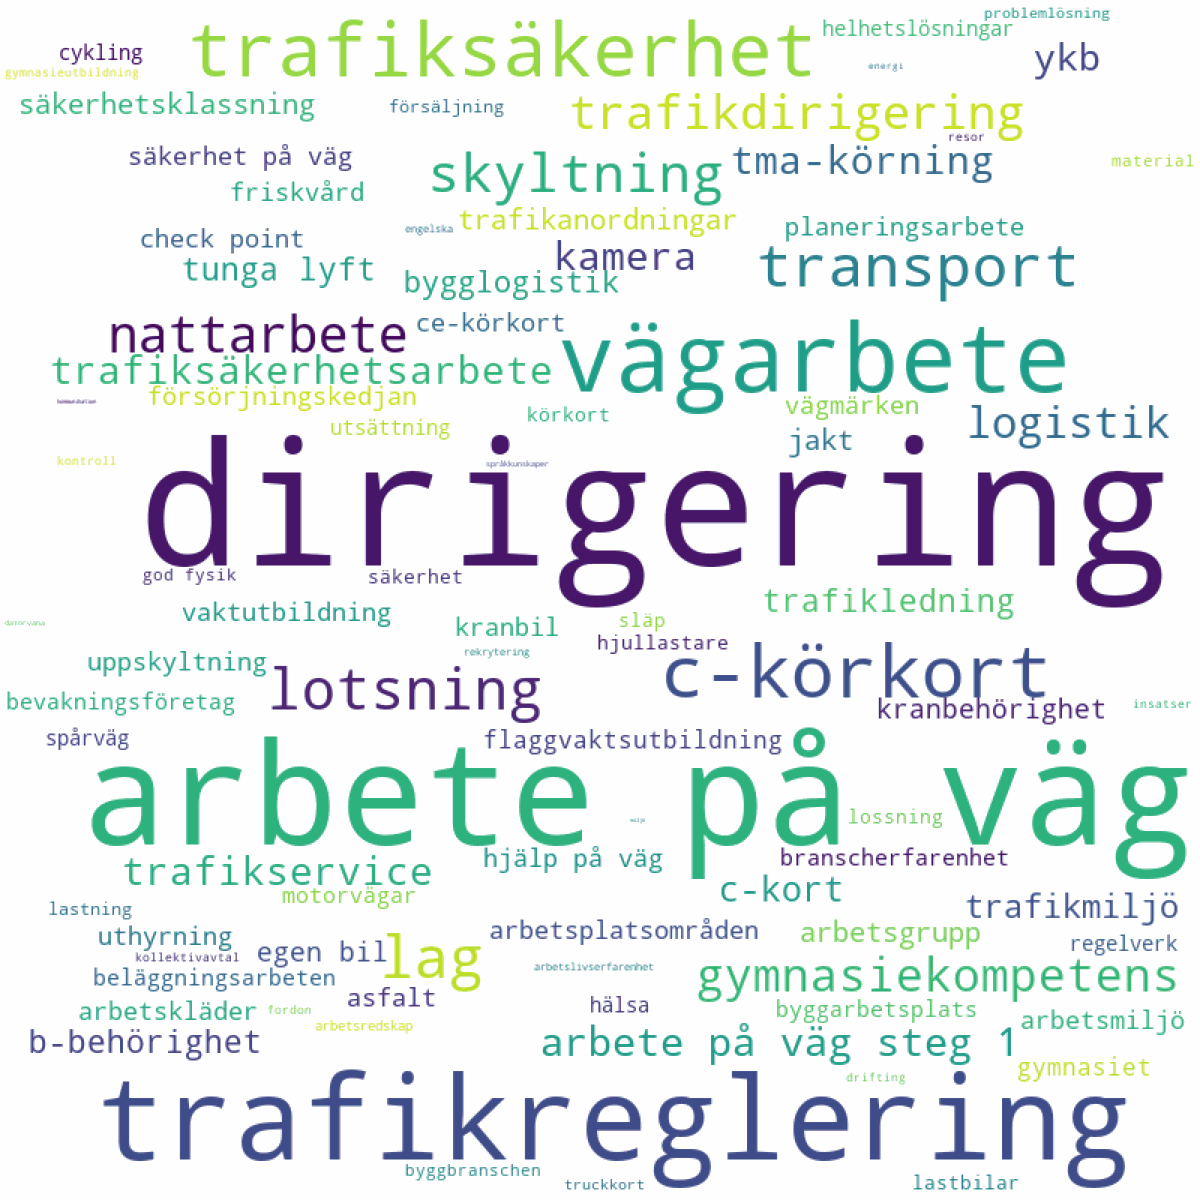 problemlösning
trafiksäkerhet
helhetslösningar
cykling
ykb
gymnasieutbildning
energi
säkerhetsklassning
försäljning
trafikdirigering
resor
säkerhet på väg
skyltning
tma-körning
material
friskvård
trafikanordningar
engelska
planeringsarbete
check point
kamera
tunga lyft
bygglogistik
transport
nattarbete
ce-körkort
vägarbete
trafiksäkerhetsarbete
försörjningskedjan
körkort
vägmärken
logistik
utsättning
jakt
kontroll
språkkunskaper
dirigering
god fysik
säkerhet
vaktutbildning
trafikledning
datorvana
kranbil
släp
hjullastare
rekrytering
uppskyltning
lotsning
c-körkort
bevakningsföretag
kranbehörighet
insatser
spårväg
flaggvaktsutbildning
arbete på väg
lossning
trafikservice
hjälp på väg
branscherfarenhet
motorvägar
c-kort
lastning
trafikmiljö
uthyrning
arbetsplatsområden
arbetsgrupp
regelverk
kollektivavtal
egen bil
lag
beläggningsarbeten
arbetslivserfarenhet
gymnasiekompetens
asfalt
hälsa
arbetskläder
fordon
byggarbetsplats
arbetsredskap
arbetsmiljö
b-behörighet
arbete på väg steg 1
gymnasiet
drifting
trafikreglering
byggbranschen
truckkort
lastbilar